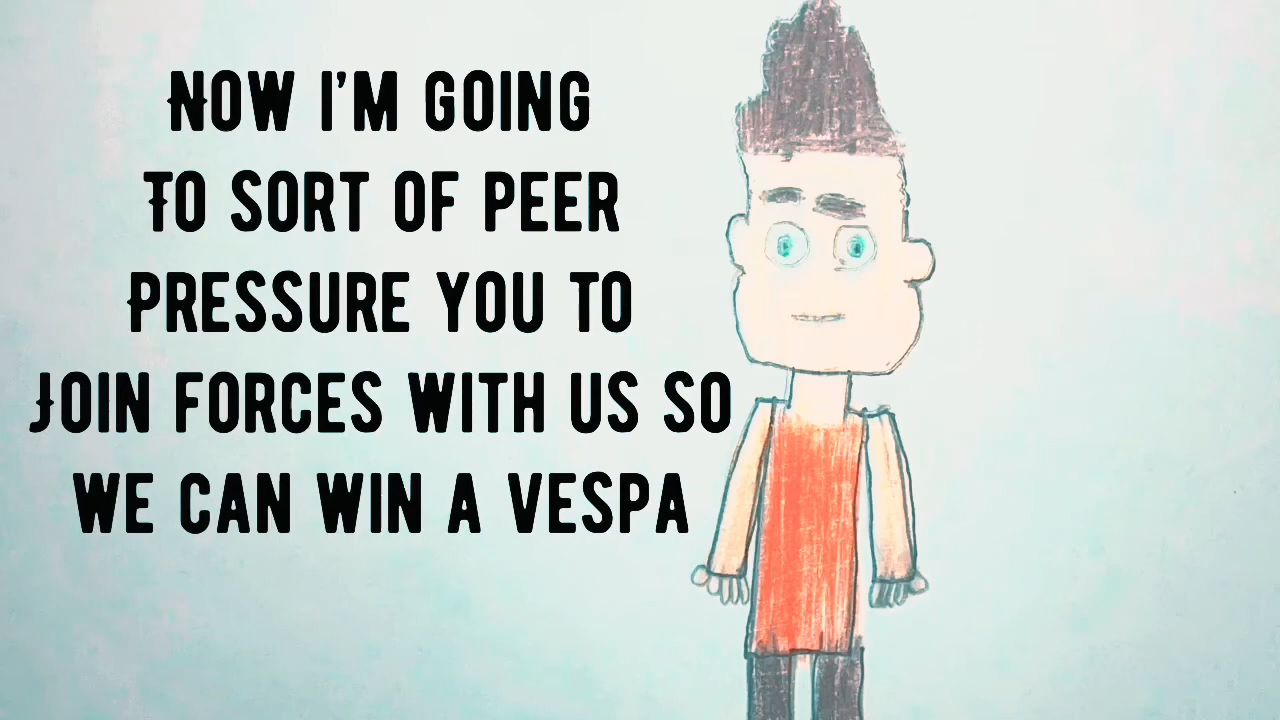 Now I'm going
to sort of peer
pressure you to
join forces with us so
we can win a Vespa